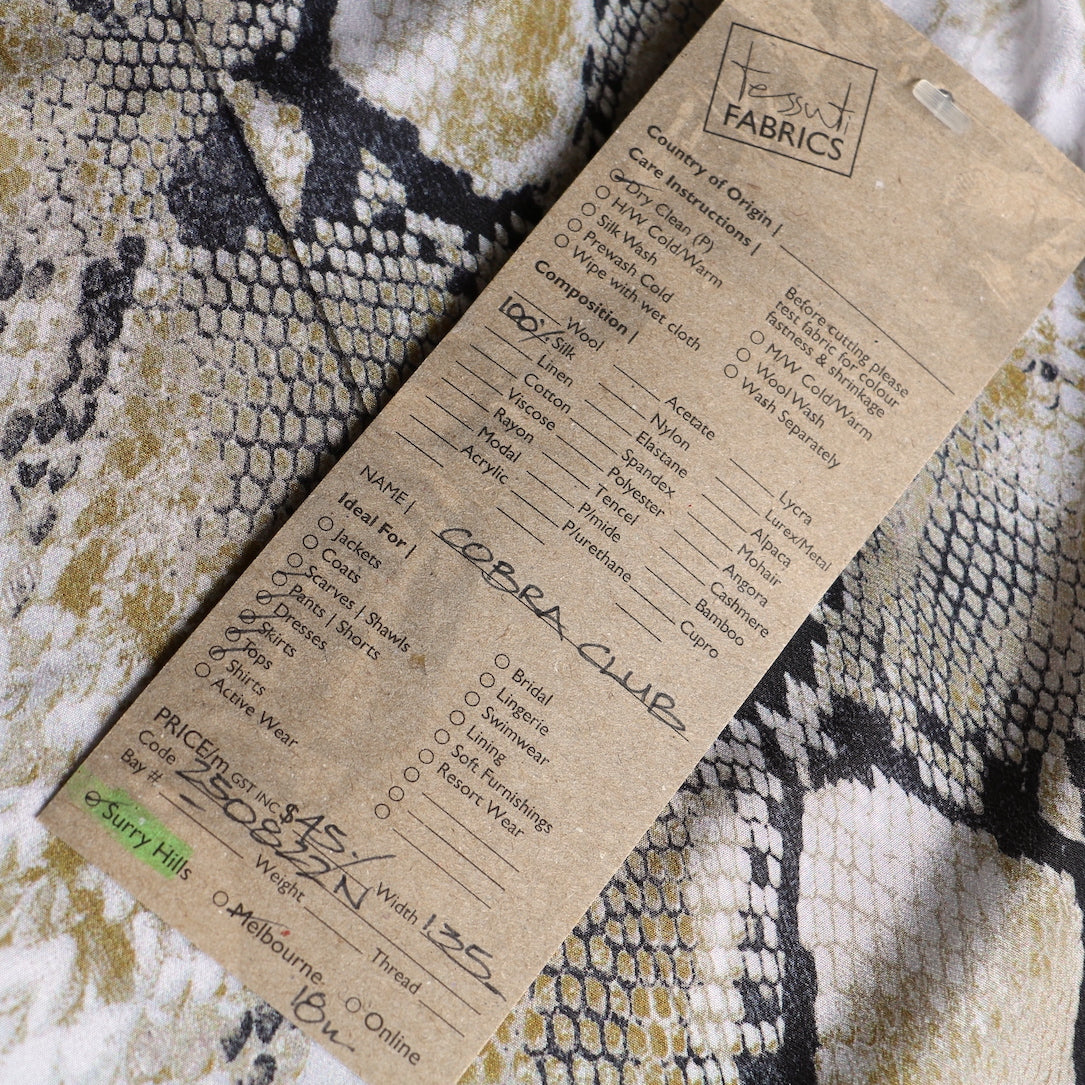 tessuti
FABRICS
Country of Origin |
Care Instructions |
Dry Clean (P)
H/W Cold/Warm
Silk Wash
Prewash Cold
Wipe with wet cloth
Before cutting please
test fabric for colour
fastness & shrinkage
M/W Cold/Warm
Wool Wash
Wash Separately
Composition |
Wool
100% Silk
Linen
Cotton
Viscose
Rayon
Modal
Acrylic
Acetate
Nylon
Elastane
Spandex
Polyester
Tencel
P/mide
Plurethane
Lycra
Lurex/Metal
Alpaca
Mohair
Angora
Cashmere
Bamboo
Cupro
NAME | COBRA CLUB
Ideal For |
Jackets
Coats
Scarves | Shawls
Pants | Shorts
Dresses
Skirts
Tops
Shirts
Active Wear
Bridal
Lingerie
Swimwear
Lining
Soft Furnishings
Resort Wear
PRICE/m GST INC. $45/ Width 135
Code 250822N
Bay # Weight Thread
Surry Hills Melbourne Online
18m